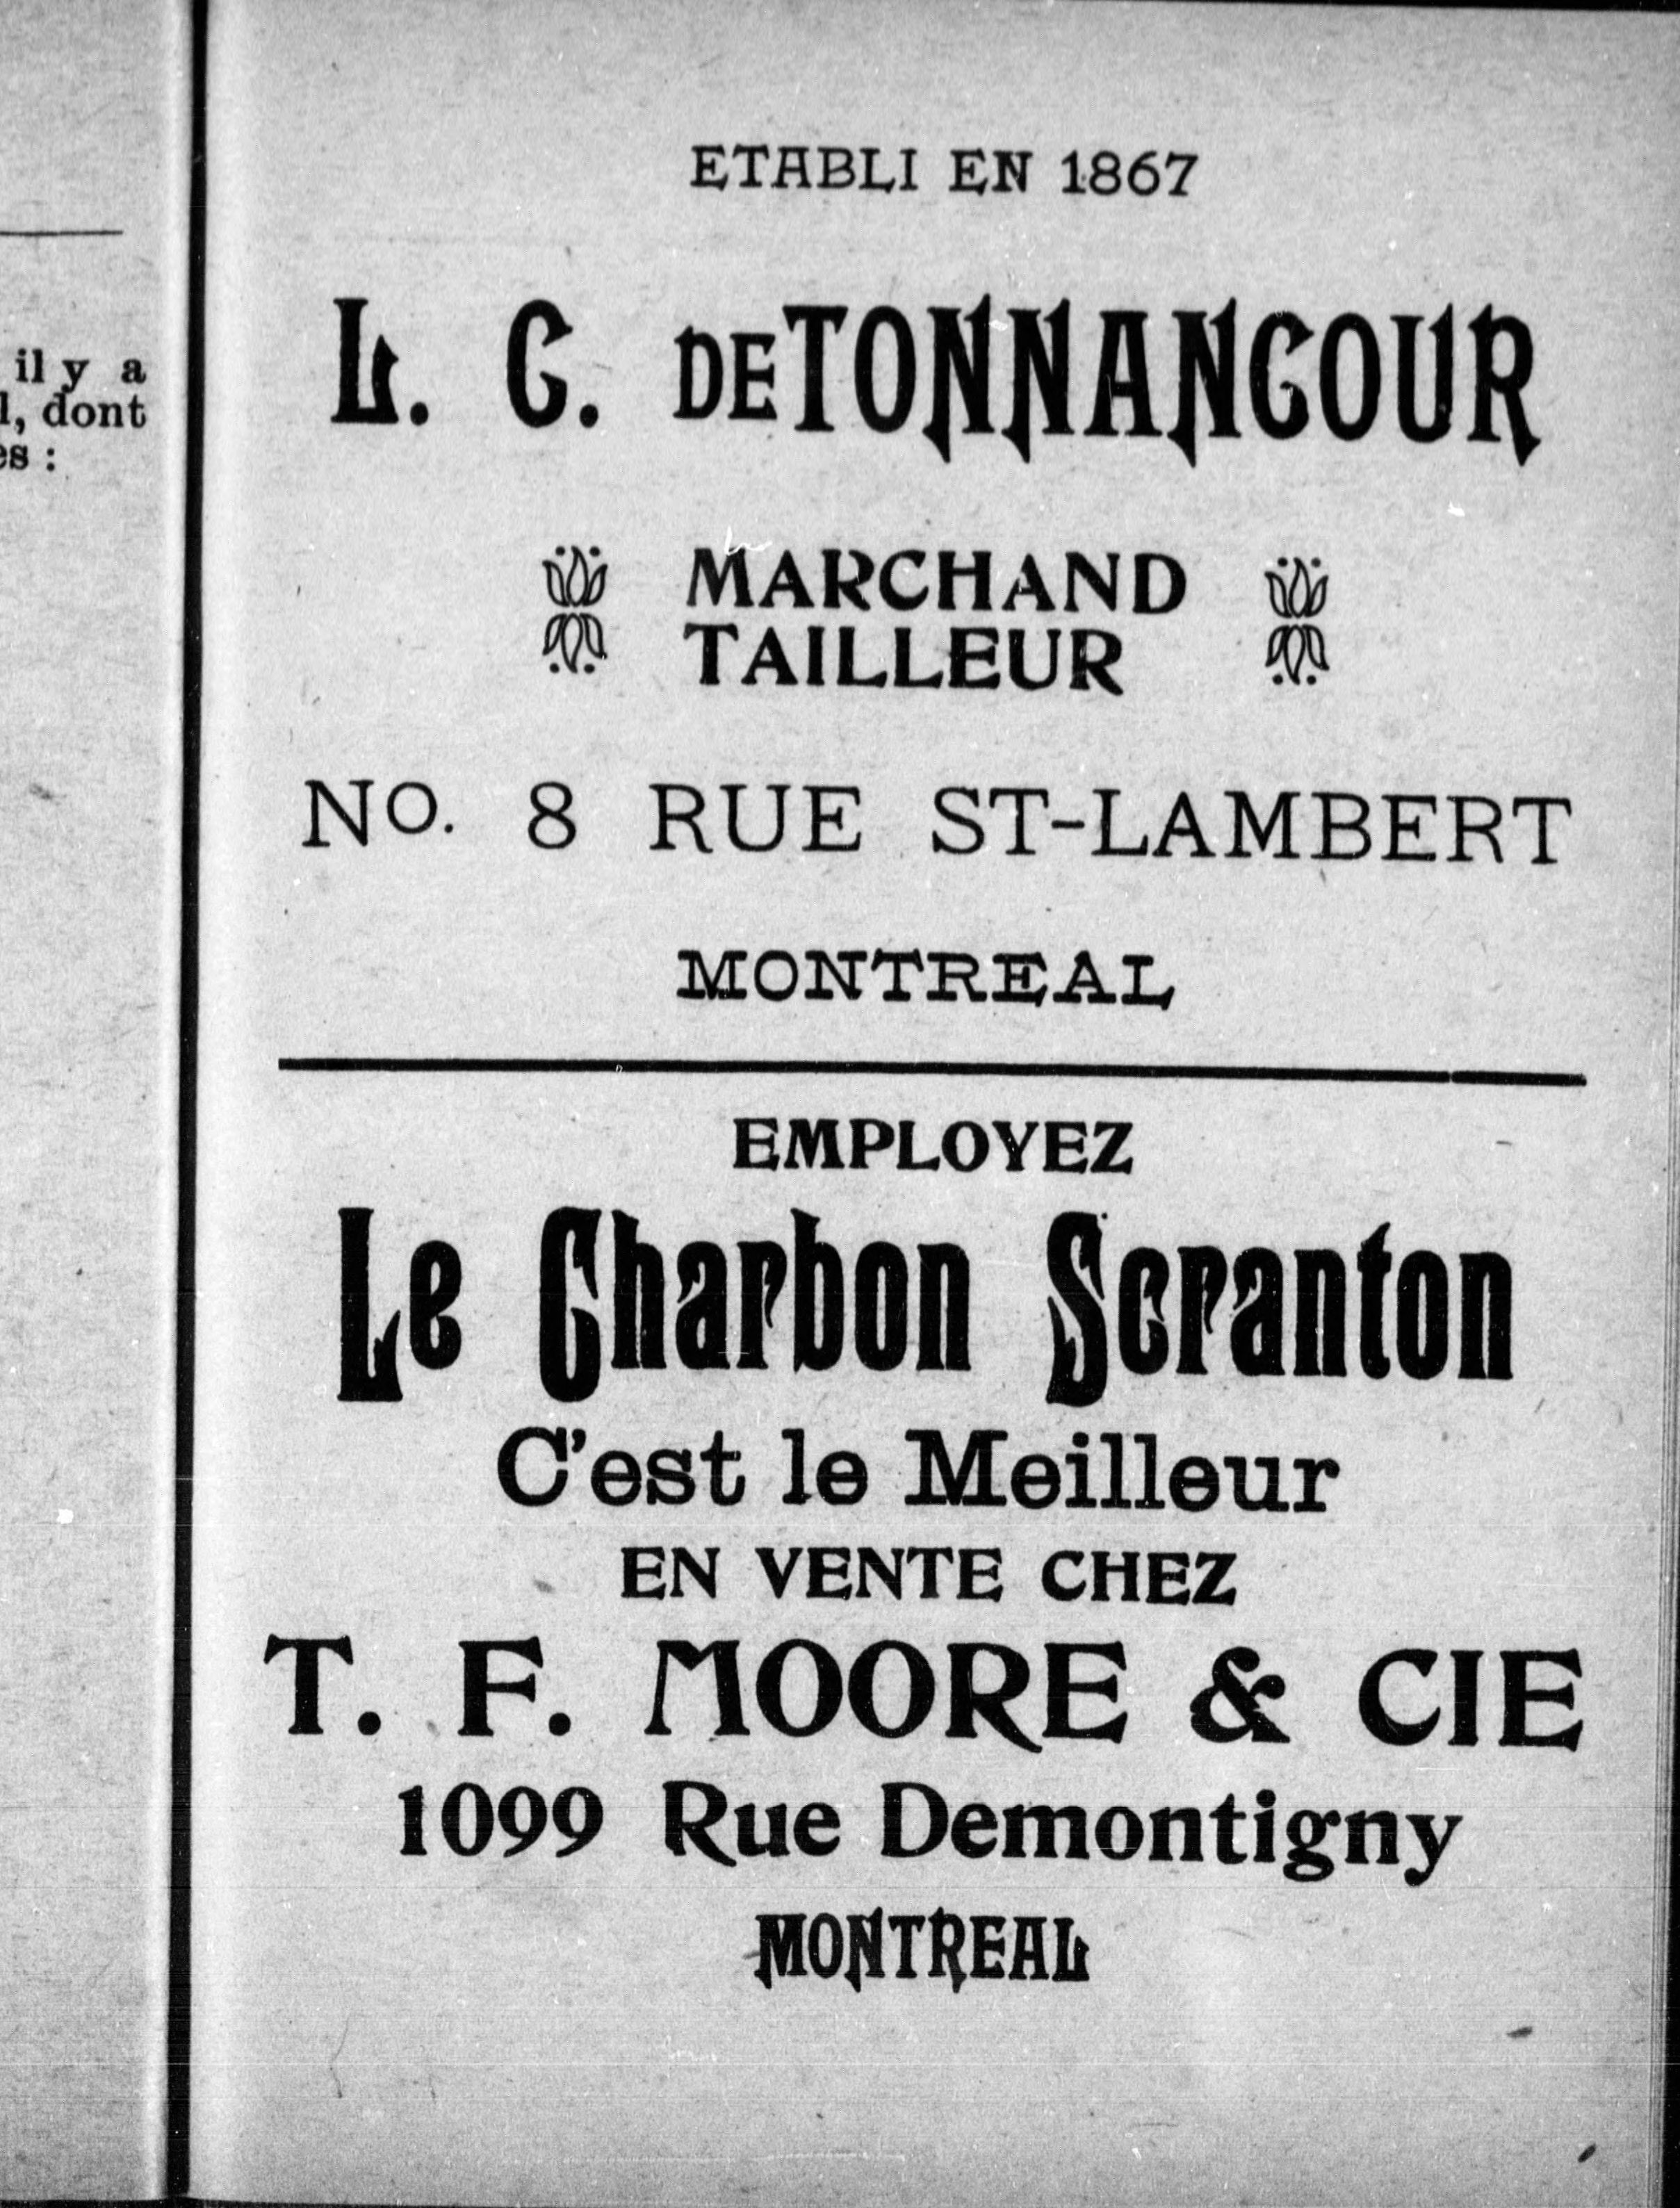 il y a
dont
ETABLI EN 1867
L. C. DETONNANCOUR
MARCHAND
TAILLEUR
NO. 8 RUE ST-LAMBERT
MONTREAL
EMPLOYEZ
Le Charbon Scranton
C'est le Meilleur
EN VENTE CHEZ
T. F. MOORE & CIE
1099 Rue Demontigny
MONTREAL